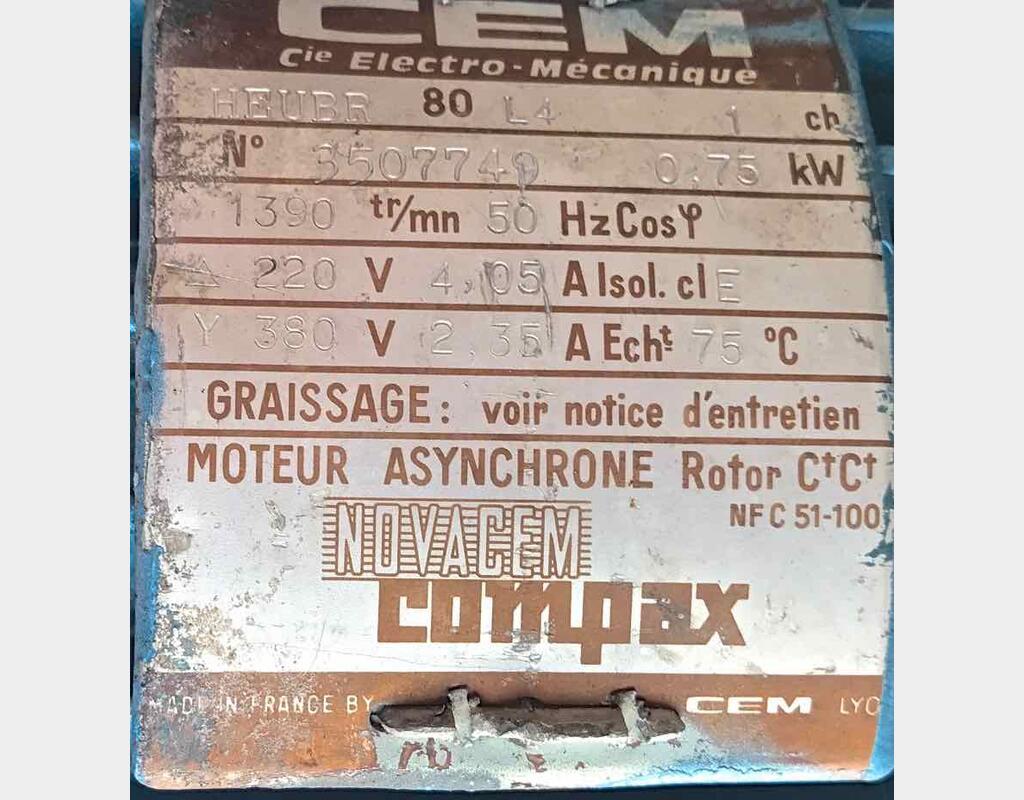 CEM
Cie Electro-Mécanique
HEUBR 80 L4 1 ch
N° 3507749 0.75 kW
1390 tr/mn 50 Hz Cos φ
Δ 220 V 4,05 A Isol. cl E
Y 380 V 2,35 A Echt 75 °C
GRAISSAGE: voir notice d'entretien
MOTEUR ASYNCHRONE Rotor CtCt
NF C 51-100
NOVACEM
compax
MADE IN FRANCE BY CEM LYO
rb